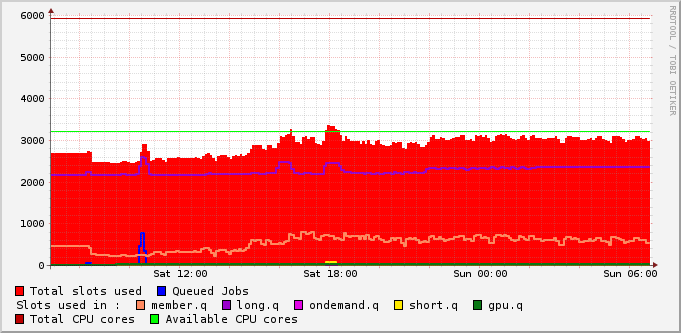 6000
5000
4000
3000
2000
1000
0
Sat 12:00 Sat 18:00 Sun 00:00 Sun 06:00
RRDTOOL / TOBI OETIKER
Total slots used Queued Jobs
Slots used in : member.q long.q ondemand.q short.q gpu.q
Total CPU cores Available CPU cores